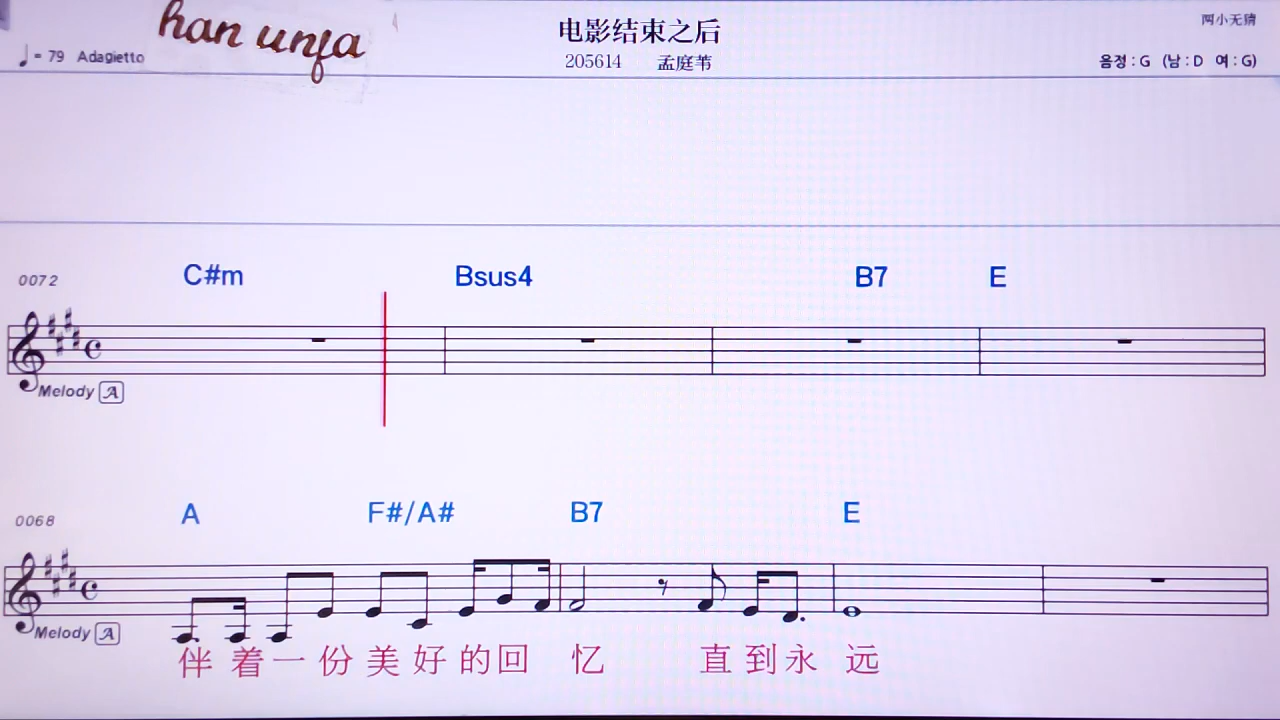 han unfa
♩= 79 Adagietto
电影结束之后
205614 孟庭苇
阿小无猜
음정 : G (남 : D 여 : G)
0072
C#m Bsus4 B7 E
Melody A
0068
A F#/A# B7 E
Melody A
伴着一份美好的回忆 直到永远